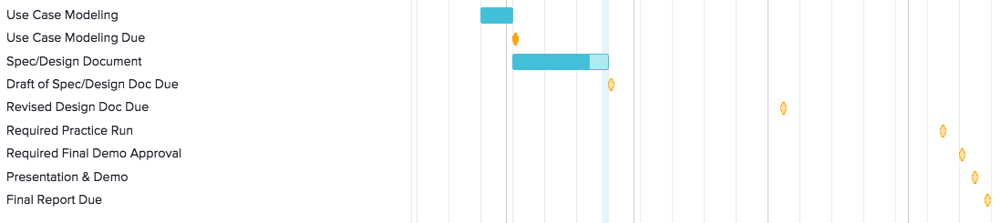 Use Case Modeling
Use Case Modeling Due
Spec/Design Document
Draft of Spec/Design Doc Due
Revised Design Doc Due
Required Practice Run
Required Final Demo Approval
Presentation & Demo
Final Report Due